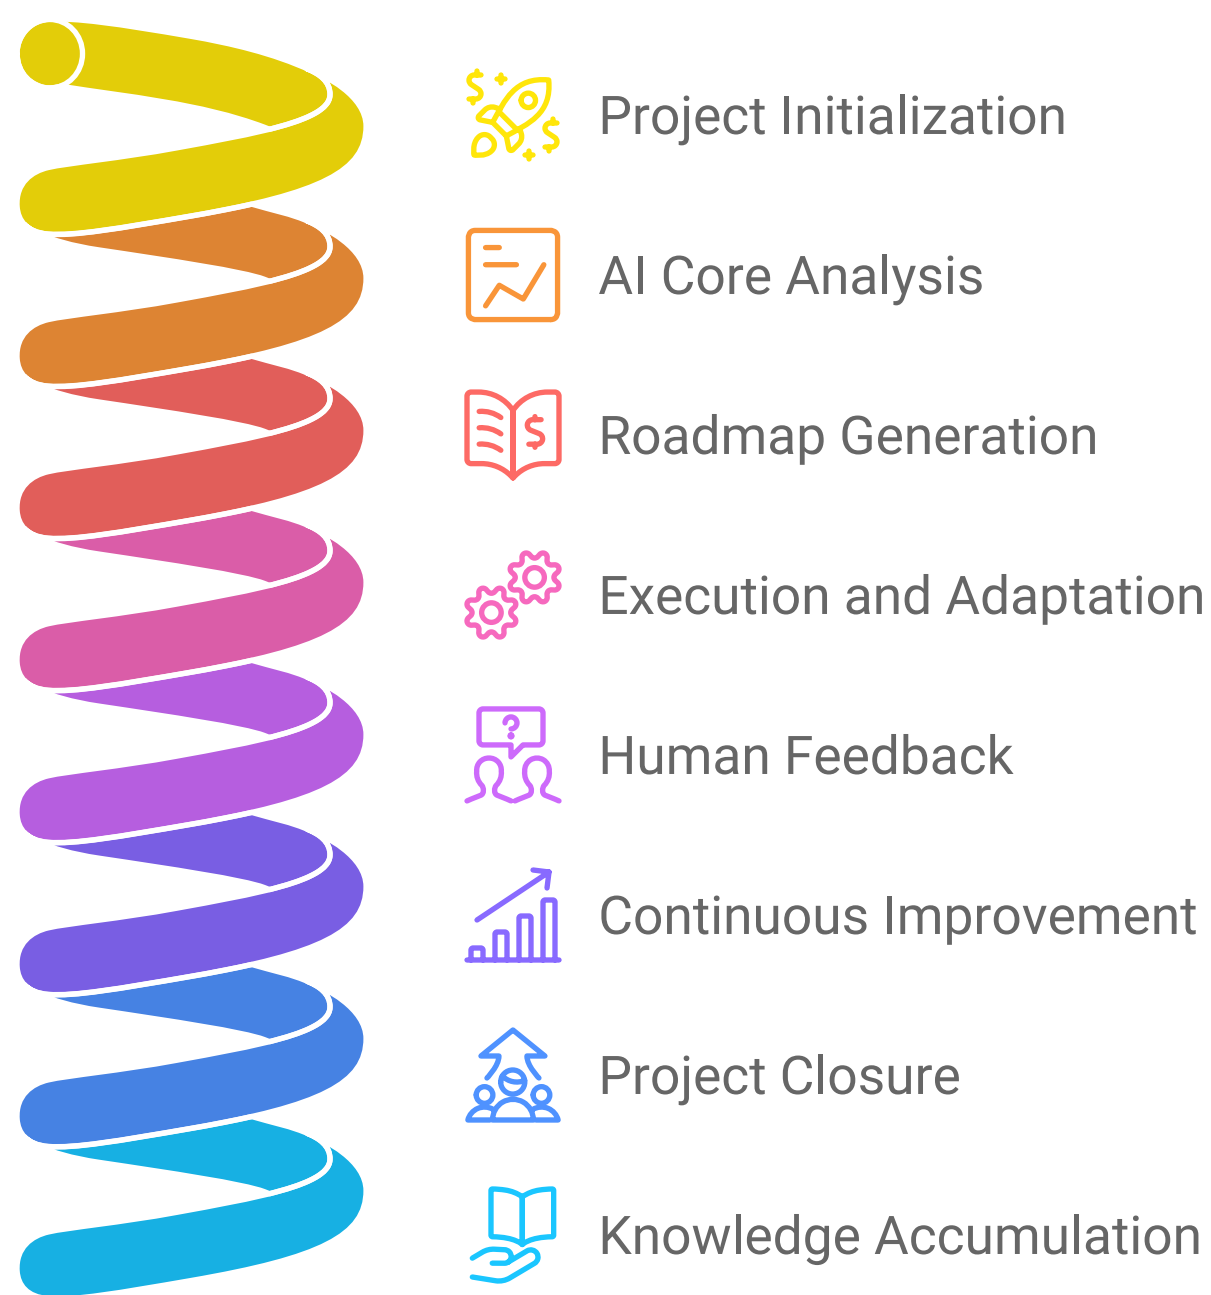 Project Initialization
AI Core Analysis
Roadmap Generation
Execution and Adaptation
Human Feedback
Continuous Improvement
Project Closure
Knowledge Accumulation